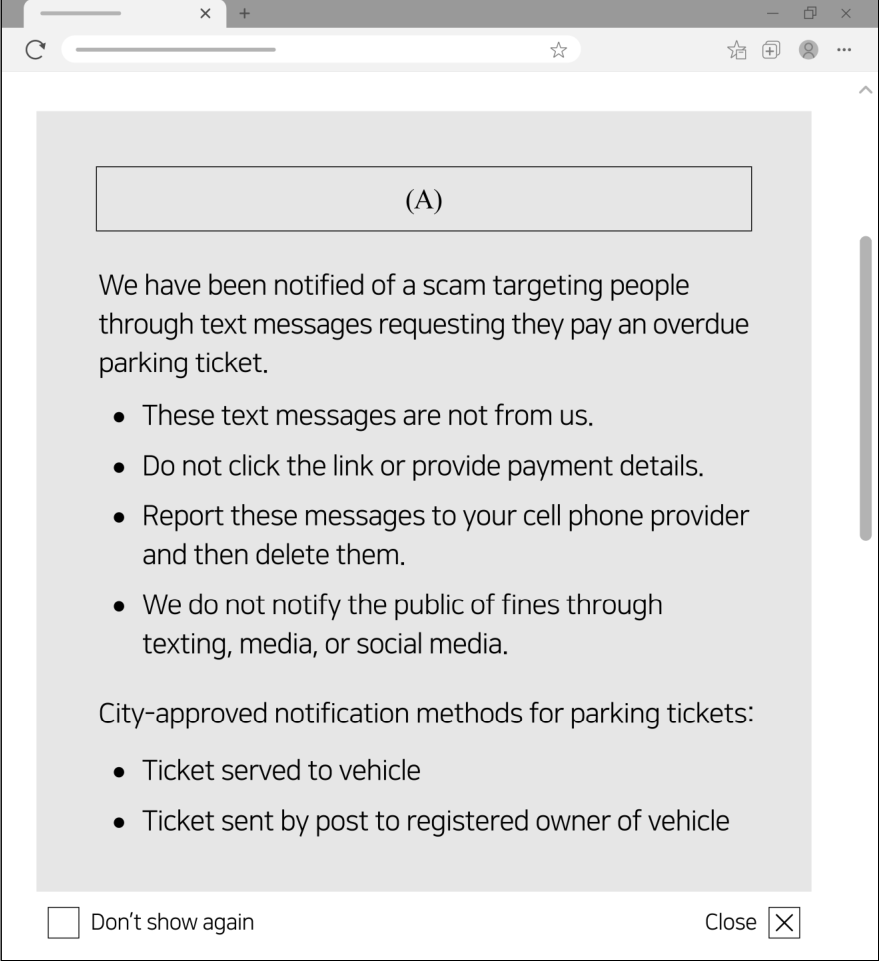 (A)
We have been notified of a scam targeting people
through text messages requesting they pay an overdue
parking ticket.
• These text messages are not from us.
• Do not click the link or provide payment details.
• Report these messages to your cell phone provider
and then delete them.
• We do not notify the public of fines through
texting, media, or social media.
City-approved notification methods for parking tickets:
• Ticket served to vehicle
• Ticket sent by post to registered owner of vehicle
Don't show again
Close